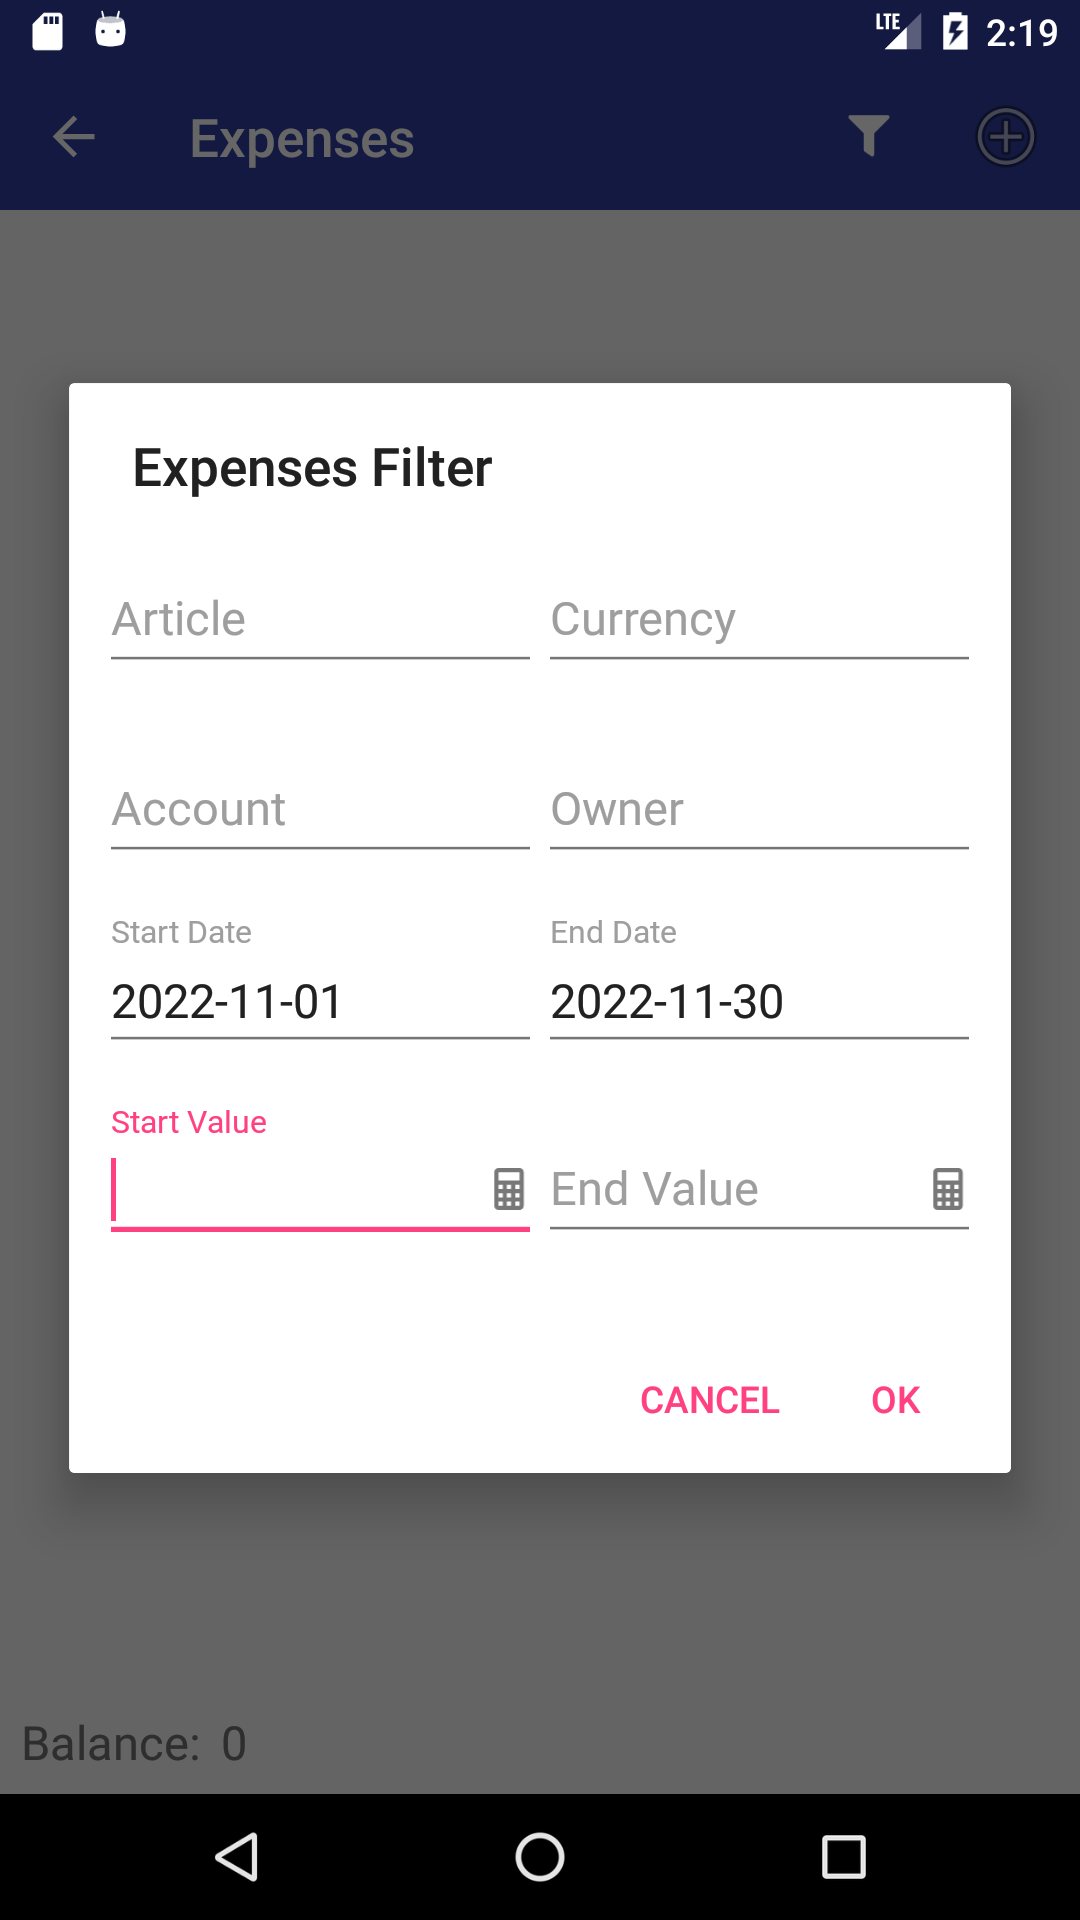 LTE 2:19
Expenses
Expenses Filter
Article Currency
Account Owner
Start Date End Date
2022-11-01 2022-11-30
Start Value
End Value
CANCEL OK
Balance: 0